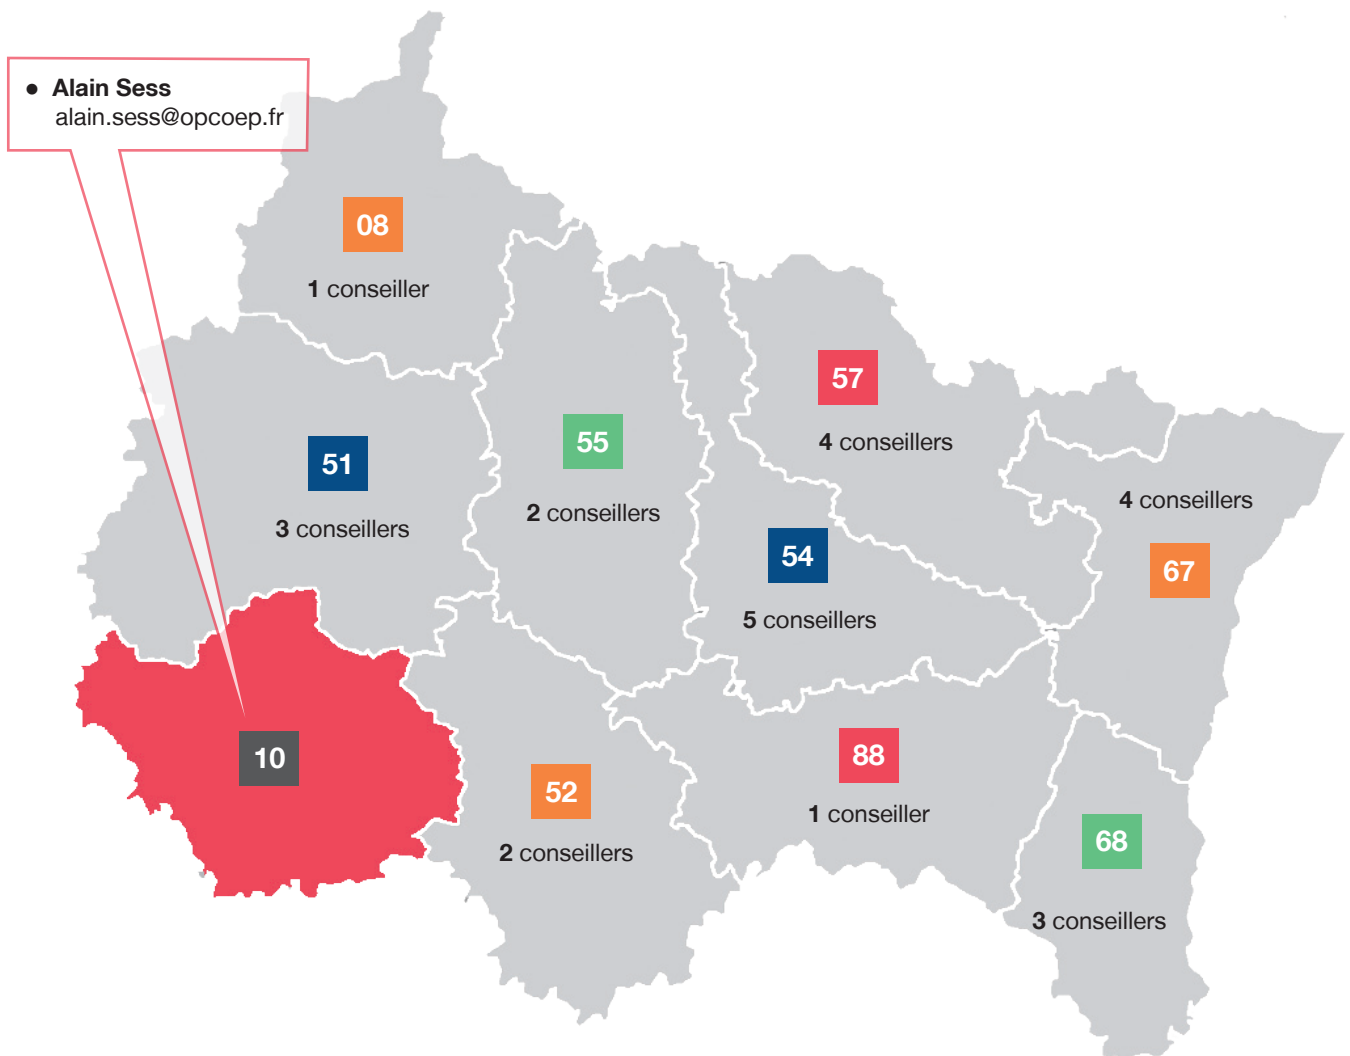 ● Alain Sess
alain.sess@opcoep.fr
08
1 conseiller
57
4 conseillers
55
2 conseillers
51
3 conseillers
4 conseillers
67
54
5 conseillers
10
88
1 conseiller
52
2 conseillers
68
3 conseillers